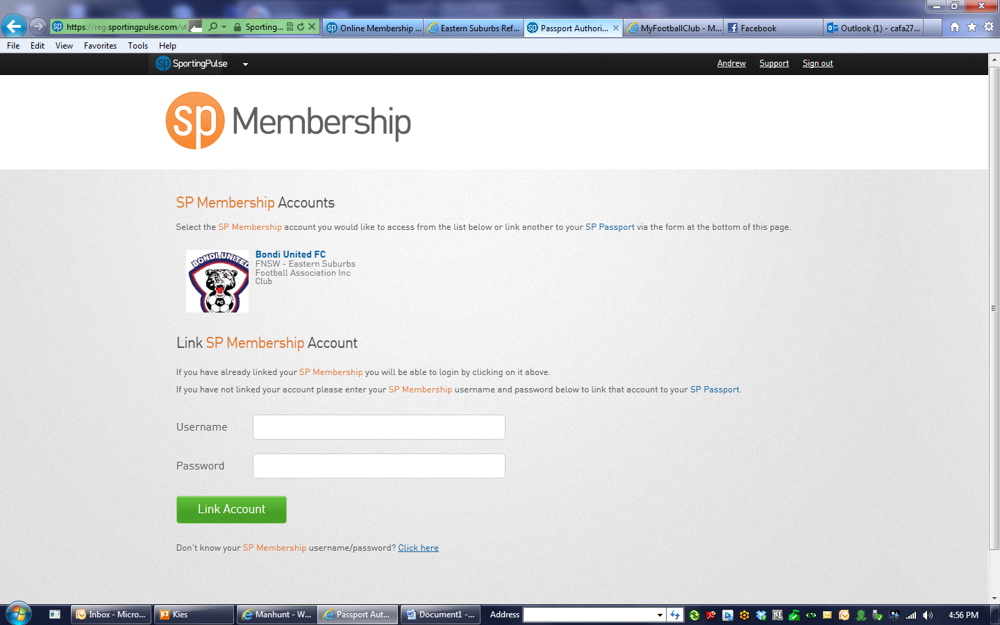 https://reg.sportingpulse.com/v6
Sporting...
Online Membership ...
Eastern Suburbs Ref...
Passport Authori...
MyFootballClub - M...
Facebook
Outlook (1) - cafa27...
File Edit View Favorites Tools Help
sp SportingPulse
Andrew Support Sign out
sp Membership
SP Membership Accounts
Select the SP Membership account you would like to access from the list below or link another to your SP Passport via the form at the bottom of this page.
BONDI UNITED
FC
Bondi United FC
FNSW - Eastern Suburbs
Football Association Inc
Club
Link SP Membership Account
If you have already linked your SP Membership you will be able to login by clicking on it above.
If you have not linked your account please enter your SP Membership username and password below to link that account to your SP Passport.
Username
Password
Link Account
Don't know your SP Membership username/password? Click here
Inbox - Micro...
Kies
Manhunt - W...
Passport Aut...
Document1 -...
Address
4:56 PM